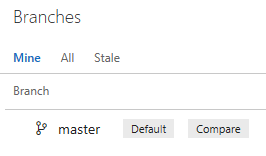 Branches
Mine All Stale
Branch
master Default Compare